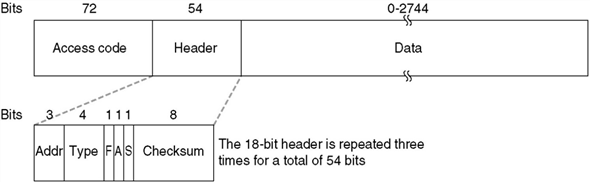 Bits 72 54 0-2744
Access code Header Data
Bits 3 4 1 1 1 8
Addr Type F A S Checksum
The 18-bit header is repeated three
times for a total of 54 bits